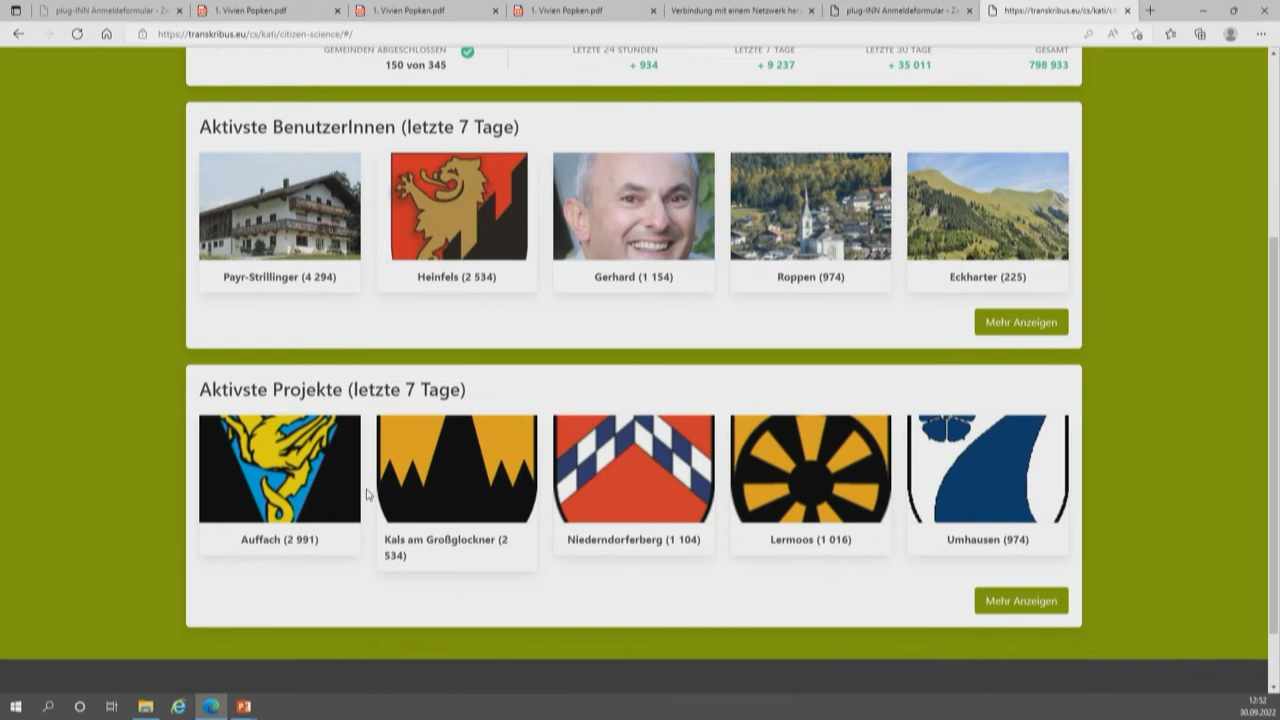 plug-INN Anmeldeformular - Ze
1. Vivien Popken.pdf
1. Vivien Popken.pdf
1. Vivien Popken.pdf
Verbindung mit einem Netzwerk her
plug-INN Anmeldeformular - Ze
https://transkribus.eu/cs/kati/cit
https://transkribus.eu/cs/kati/citizen-science/#/
GEMEINDEN ABGESCHLOSSEN
150 von 345
LETZTE 24 STUNDEN
+ 934
LETZTE 7 TAGE
+ 9 237
LETZTE 30 TAGE
+ 35 011
GESAMT
798 933
Aktivste BenutzerInnen (letzte 7 Tage)
Payr-Strillinger (4 294)
Heinfels (2 534)
Gerhard (1 154)
Roppen (974)
Eckharter (225)
Mehr Anzeigen
Aktivste Projekte (letzte 7 Tage)
Auffach (2 991)
Kals am Großglockner (2
534)
Niederndorferberg (1 104)
Lermoos (1 016)
Umhausen (974)
Mehr Anzeigen
12:52
30.09.2022